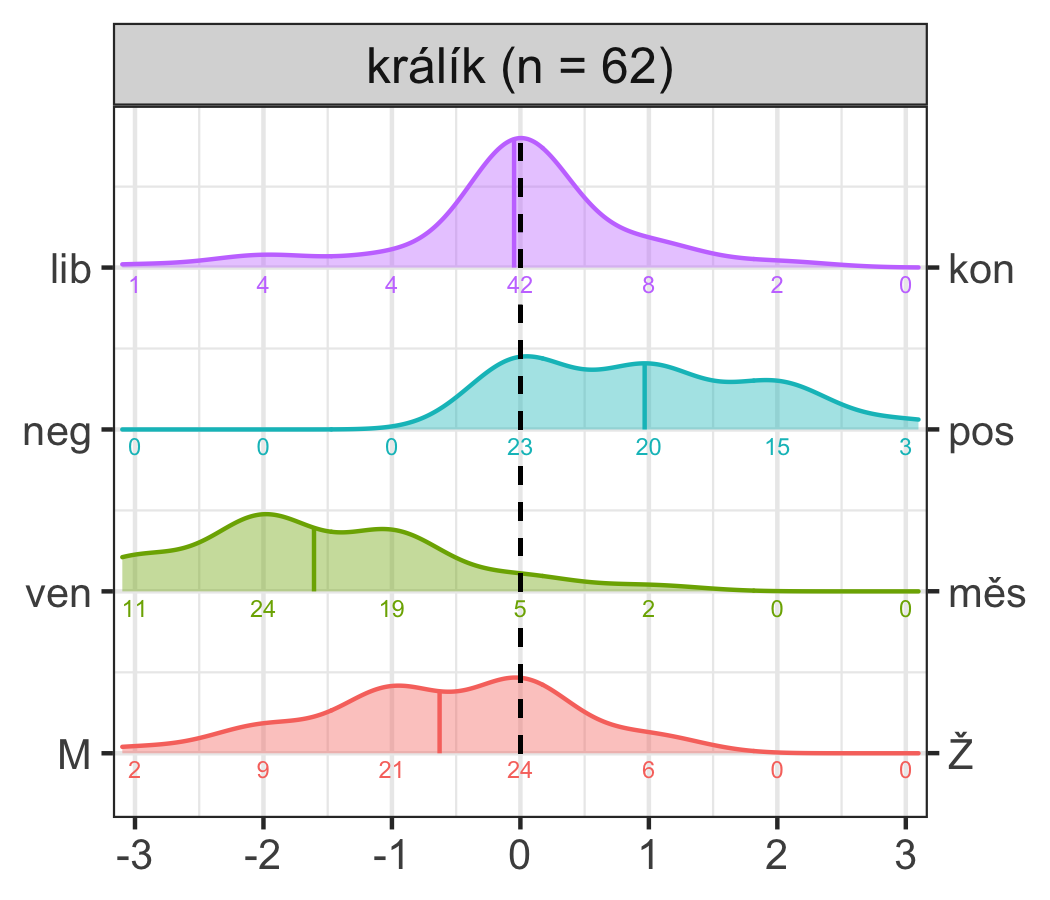 králík (n = 62)
lib kon
1 4 4 42 8 2 0
neg pos
0 0 0 23 20 15 3
ven měs
11 24 19 5 2 0 0
M Ž
2 9 21 24 6 0 0
-3 -2 -1 0 1 2 3